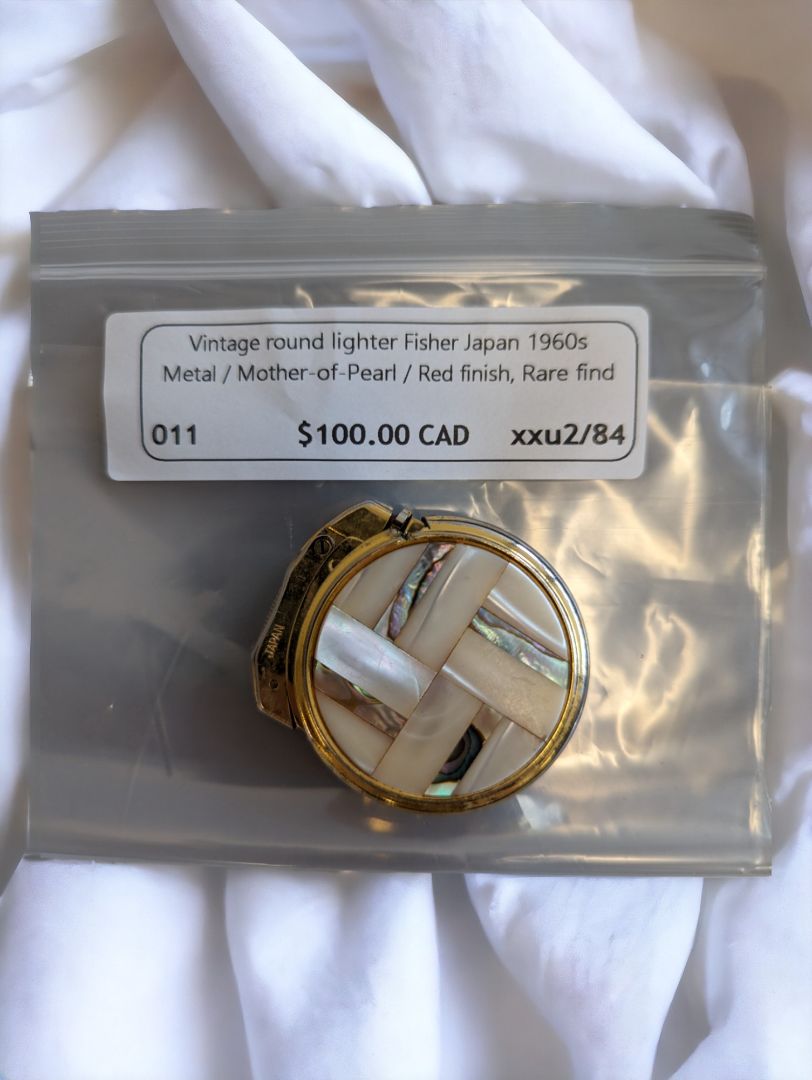 Vintage round lighter Fisher Japan 1960s
Metal / Mother-of-Pearl / Red finish, Rare find
011 $100.00 CAD xxu2/84
JAPAN